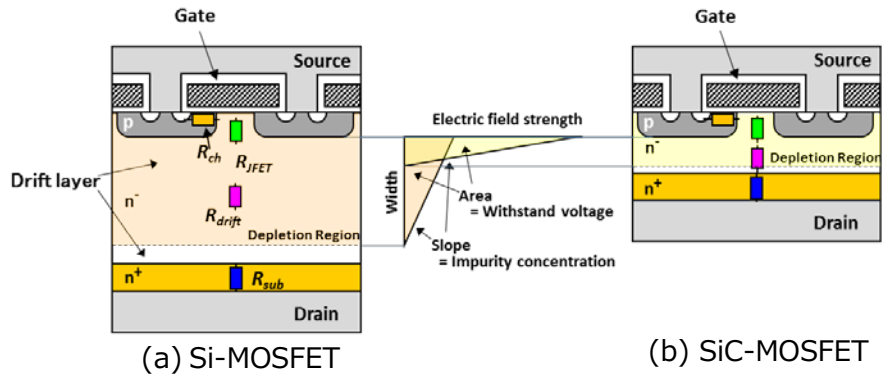 Gate
Source
p
R_ch
R_JFET
Drift layer
n⁻
R_drift
Depletion Region
n⁺
R_sub
Drain
(a) Si-MOSFET
Electric field strength
Width
Area
= Withstand voltage
Slope
= Impurity concentration
Gate
Source
p
n⁻
Depletion Region
n⁺
Drain
(b) SiC-MOSFET